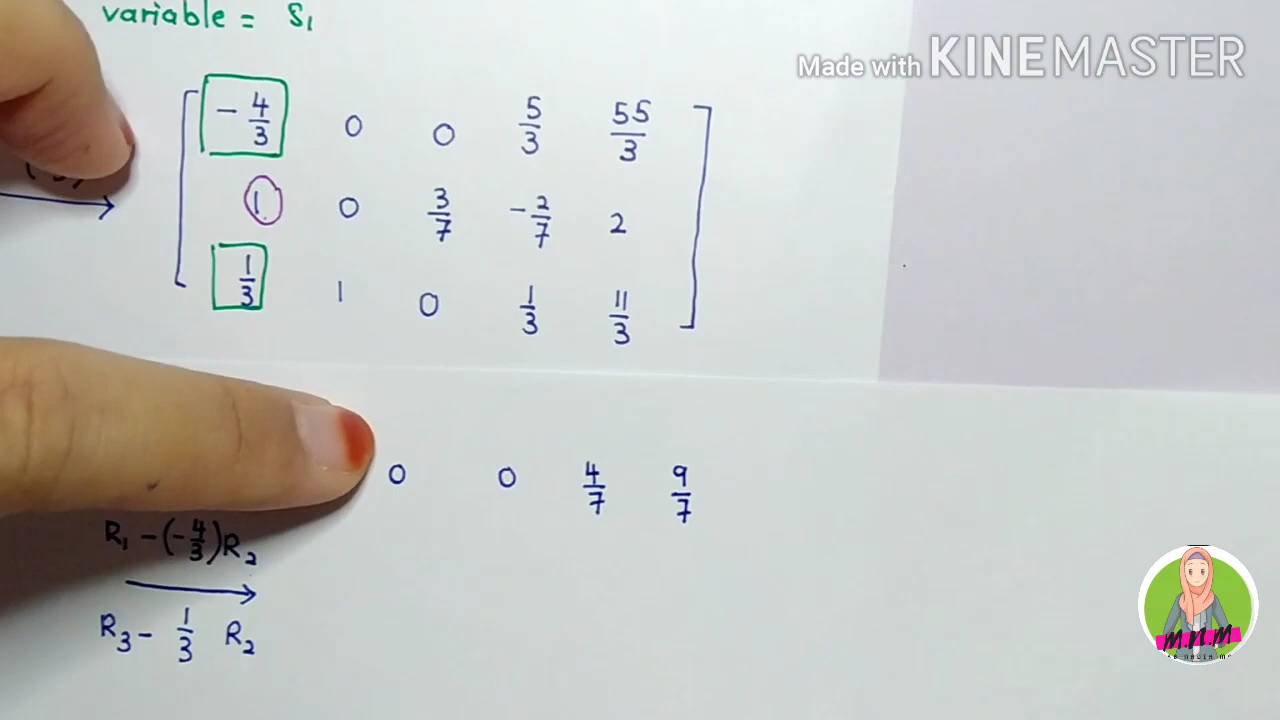 variable = S₁
Made with KINEMASTER
-4/3 0 0 5/3 55/3
1 0 3/7 -2/7 2
1/3 1 0 1/3 11/3
0 0 4/7 9/7
R₁ - (-4/3)R₂
R₃ - 1/3 R₂
M.N.M